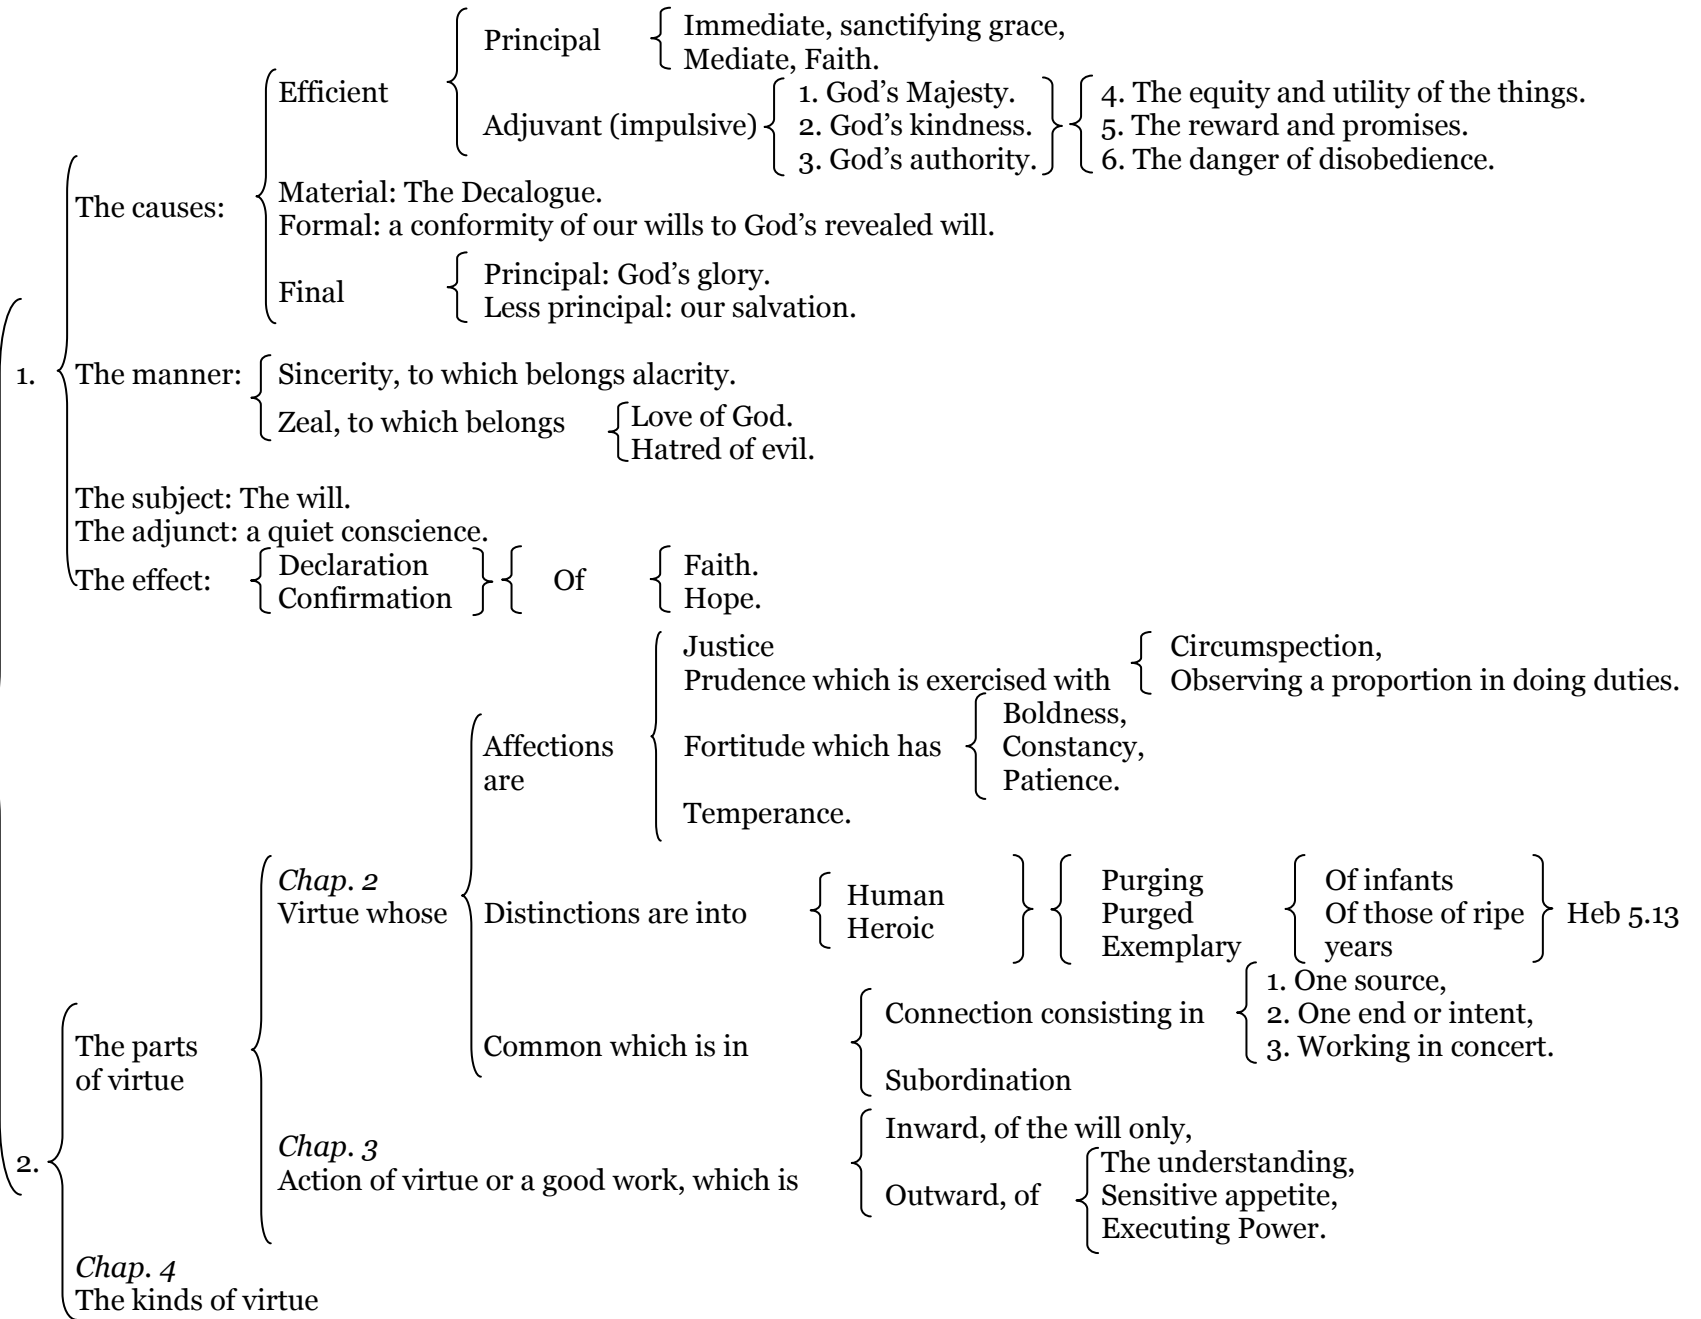 Principal
Immediate, sanctifying grace,
Mediate, Faith.
Efficient
Adjuvant (impulsive)
1. God’s Majesty.
2. God’s kindness.
3. God’s authority.
4. The equity and utility of the things.
5. The reward and promises.
6. The danger of disobedience.
The causes:
Material: The Decalogue.
Formal: a conformity of our wills to God’s revealed will.
Final
Principal: God’s glory.
Less principal: our salvation.
1.
The manner:
Sincerity, to which belongs alacrity.
Zeal, to which belongs
Love of God.
Hatred of evil.
The subject: The will.
The adjunct: a quiet conscience.
The effect:
Declaration
Confirmation
Of
Faith.
Hope.
Justice
Prudence which is exercised with
Circumspection,
Observing a proportion in doing duties.
Affections
are
Fortitude which has
Boldness,
Constancy,
Patience.
Temperance.
Chap. 2
Virtue whose
Distinctions are into
Human
Heroic
Purging
Purged
Exemplary
Of infants
Of those of ripe
years
Heb 5.13
Common which is in
Connection consisting in
1. One source,
2. One end or intent,
3. Working in concert.
Subordination
The parts
of virtue
2.
Chap. 3
Action of virtue or a good work, which is
Inward, of the will only,
Outward, of
The understanding,
Sensitive appetite,
Executing Power.
Chap. 4
The kinds of virtue